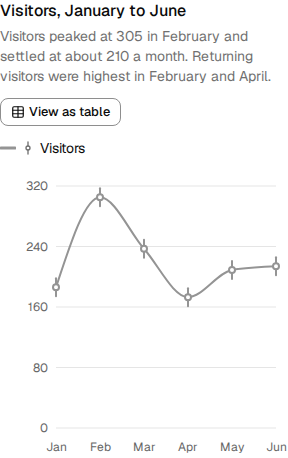 Visitors, January to June
Visitors peaked at 305 in February and
settled at about 210 a month. Returning
visitors were highest in February and April.
View as table
Visitors
320
240
160
80
0
Jan Feb Mar Apr May Jun